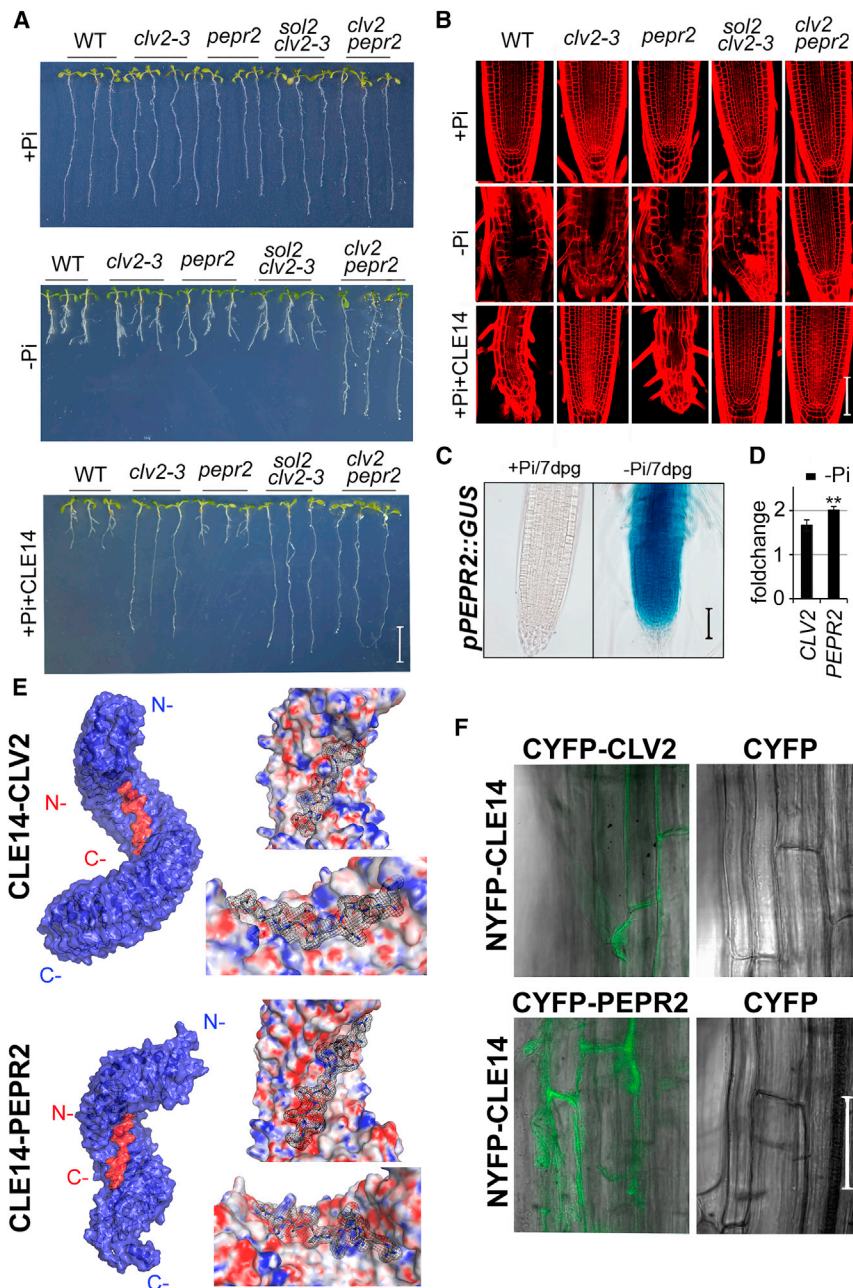 A
WT clv2-3 pepr2 sol2 clv2-3 clv2 pepr2
+Pi
WT clv2-3 pepr2 sol2 clv2-3 clv2 pepr2
-Pi
WT clv2-3 pepr2 sol2 clv2-3 clv2 pepr2
+Pi+CLE14
B
WT clv2-3 pepr2 sol2 clv2-3 clv2 pepr2
+Pi
-Pi
+Pi+CLE14
C
+Pi/7dpg -Pi/7dpg
pPEPR2::GUS
D
-Pi
**
foldchange
2
1
0
CLV2 PEPR2
E
CLE14-CLV2
N-
N-
C-
C-
CLE14-PEPR2
N-
N-
C-
C-
F
CYFP-CLV2 CYFP
NYFP-CLE14
CYFP-PEPR2 CYFP
NYFP-CLE14